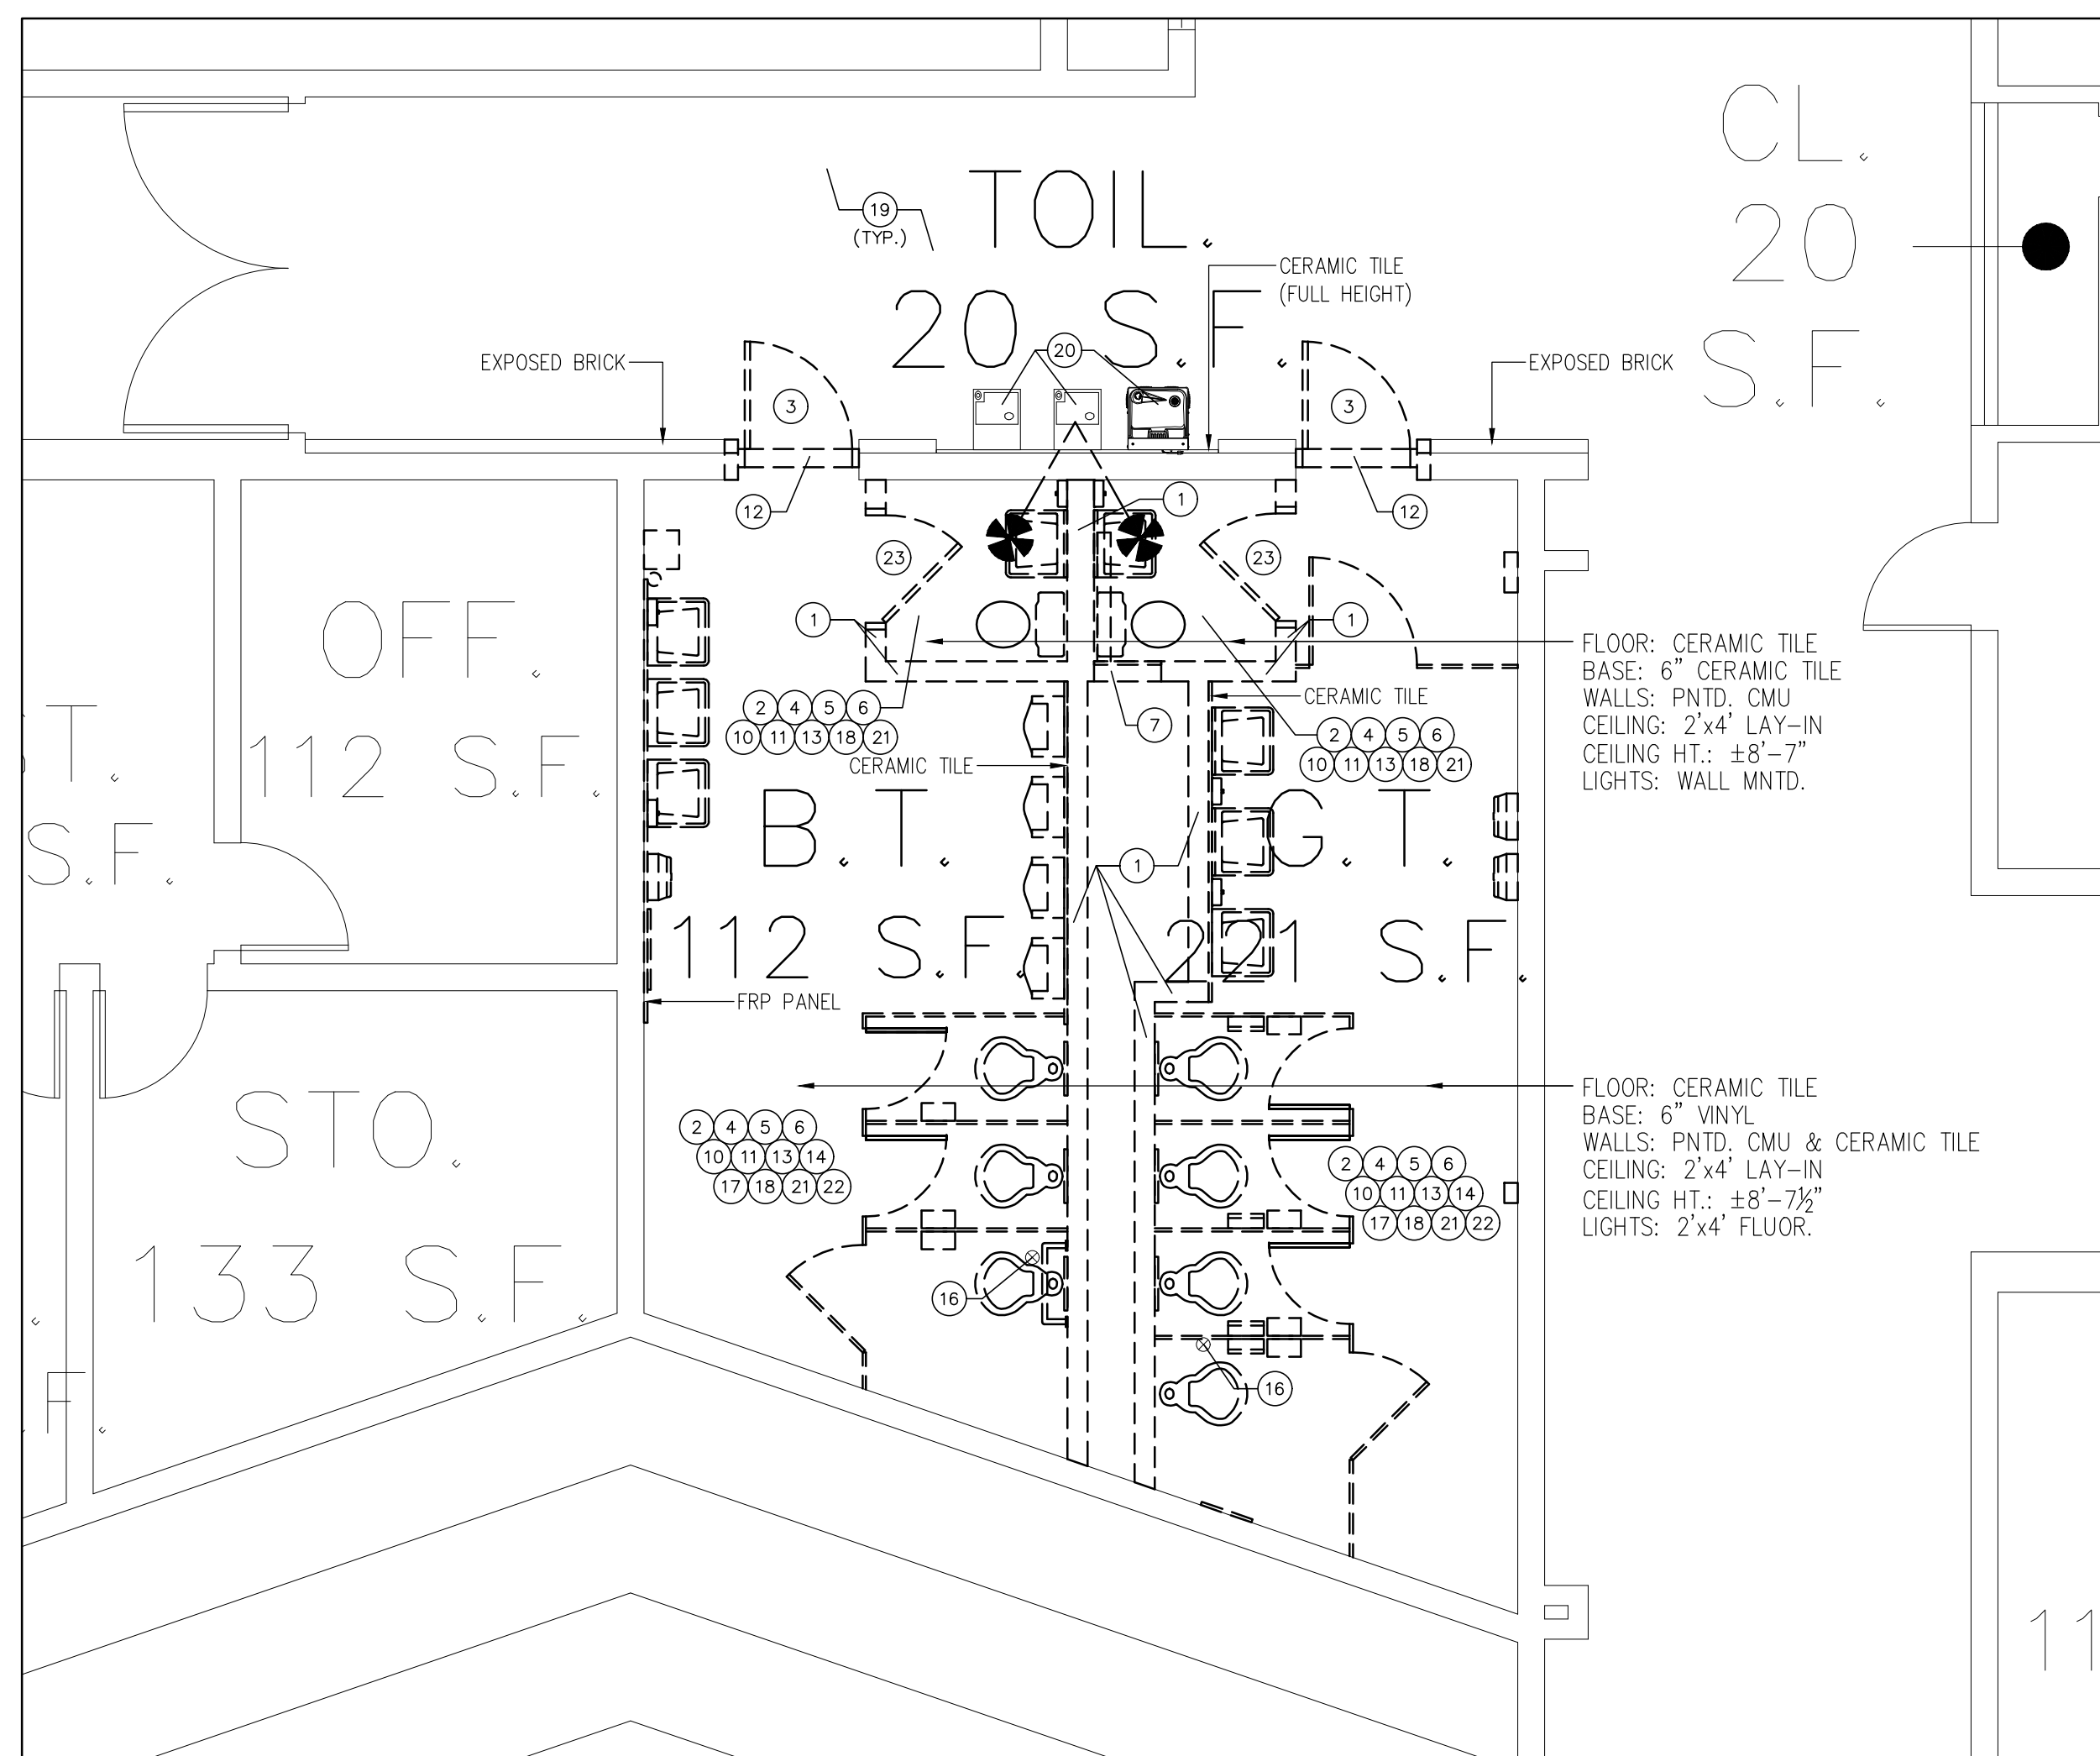 CL.
20
S.F.
TOIL.
20 S.F.
19
(TYP.)
CERAMIC TILE
(FULL HEIGHT)
EXPOSED BRICK
20
EXPOSED BRICK
3
3
12
1
12
23
23
1
1
OFF.
112 S.F.
T.
S.F.
FLOOR: CERAMIC TILE
BASE: 6" CERAMIC TILE
WALLS: PNTD. CMU
CEILING: 2'x4' LAY-IN
CEILING HT.: ±8'-7"
LIGHTS: WALL MNTD.
CERAMIC TILE
7
2 4 5 6
10 11 13 18 21
2 4 5 6
10 11 13 18 21
CERAMIC TILE
B.T.
112 S.F.
1
G.T.
221 S.F.
FRP PANEL
STO.
133 S.F.
F.
FLOOR: CERAMIC TILE
BASE: 6" VINYL
WALLS: PNTD. CMU & CERAMIC TILE
CEILING: 2'x4' LAY-IN
CEILING HT.: ±8'-7½"
LIGHTS: 2'x4' FLUOR.
2 4 5 6
10 11 13 14
17 18 21 22
2 4 5 6
10 11 13 14
17 18 21 22
16
16
11